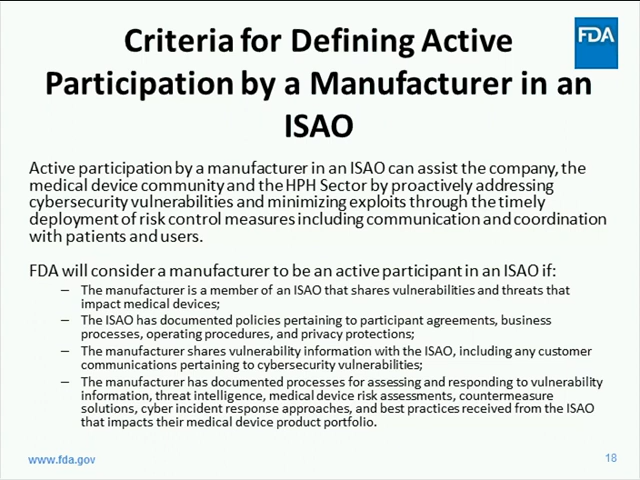 FDA
Criteria for Defining Active
Participation by a Manufacturer in an
ISAO
Active participation by a manufacturer in an ISAO can assist the company, the
medical device community and the HPH Sector by proactively addressing
cybersecurity vulnerabilities and minimizing exploits through the timely
deployment of risk control measures including communication and coordination
with patients and users.
FDA will consider a manufacturer to be an active participant in an ISAO if:
– The manufacturer is a member of an ISAO that shares vulnerabilities and threats that
impact medical devices;
– The ISAO has documented policies pertaining to participant agreements, business
processes, operating procedures, and privacy protections;
– The manufacturer shares vulnerability information with the ISAO, including any customer
communications pertaining to cybersecurity vulnerabilities;
– The manufacturer has documented processes for assessing and responding to vulnerability
information, threat intelligence, medical device risk assessments, countermeasure
solutions, cyber incident response approaches, and best practices received from the ISAO
that impacts their medical device product portfolio.
www.fda.gov
18